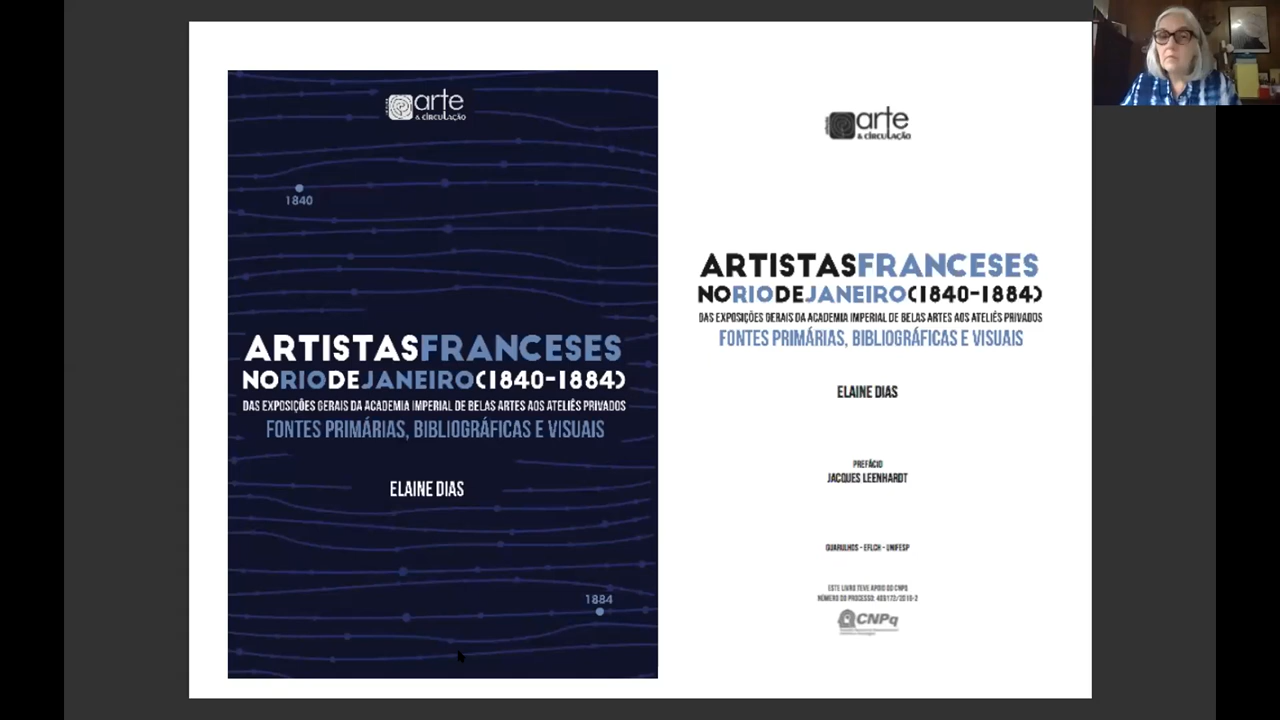 arte
& CIRCULAÇÃO
1840
ARTISTASFRANCESES
NORIODEJANEIRO(1840-1884)
DAS EXPOSIÇÕES GERAIS DA ACADEMIA IMPERIAL DE BELAS ARTES AOS ATELIÊS PRIVADOS
FONTES PRIMÁRIAS, BIBLIOGRÁFICAS E VISUAIS
ELAINE DIAS
1884
arte
& CIRCULAÇÃO
ARTISTASFRANCESES
NORIODEJANEIRO(1840-1884)
DAS EXPOSIÇÕES GERAIS DA ACADEMIA IMPERIAL DE BELAS ARTES AOS ATELIÊS PRIVADOS
FONTES PRIMÁRIAS, BIBLIOGRÁFICAS E VISUAIS
ELAINE DIAS
PREFÁCIO
JACQUES LEENHARDT
GUARULHOS - EFLCH - UNIFESP
ESTE LIVRO TEVE APOIO DO CNPQ
NÚMERO DO PROCESSO:
CNPq